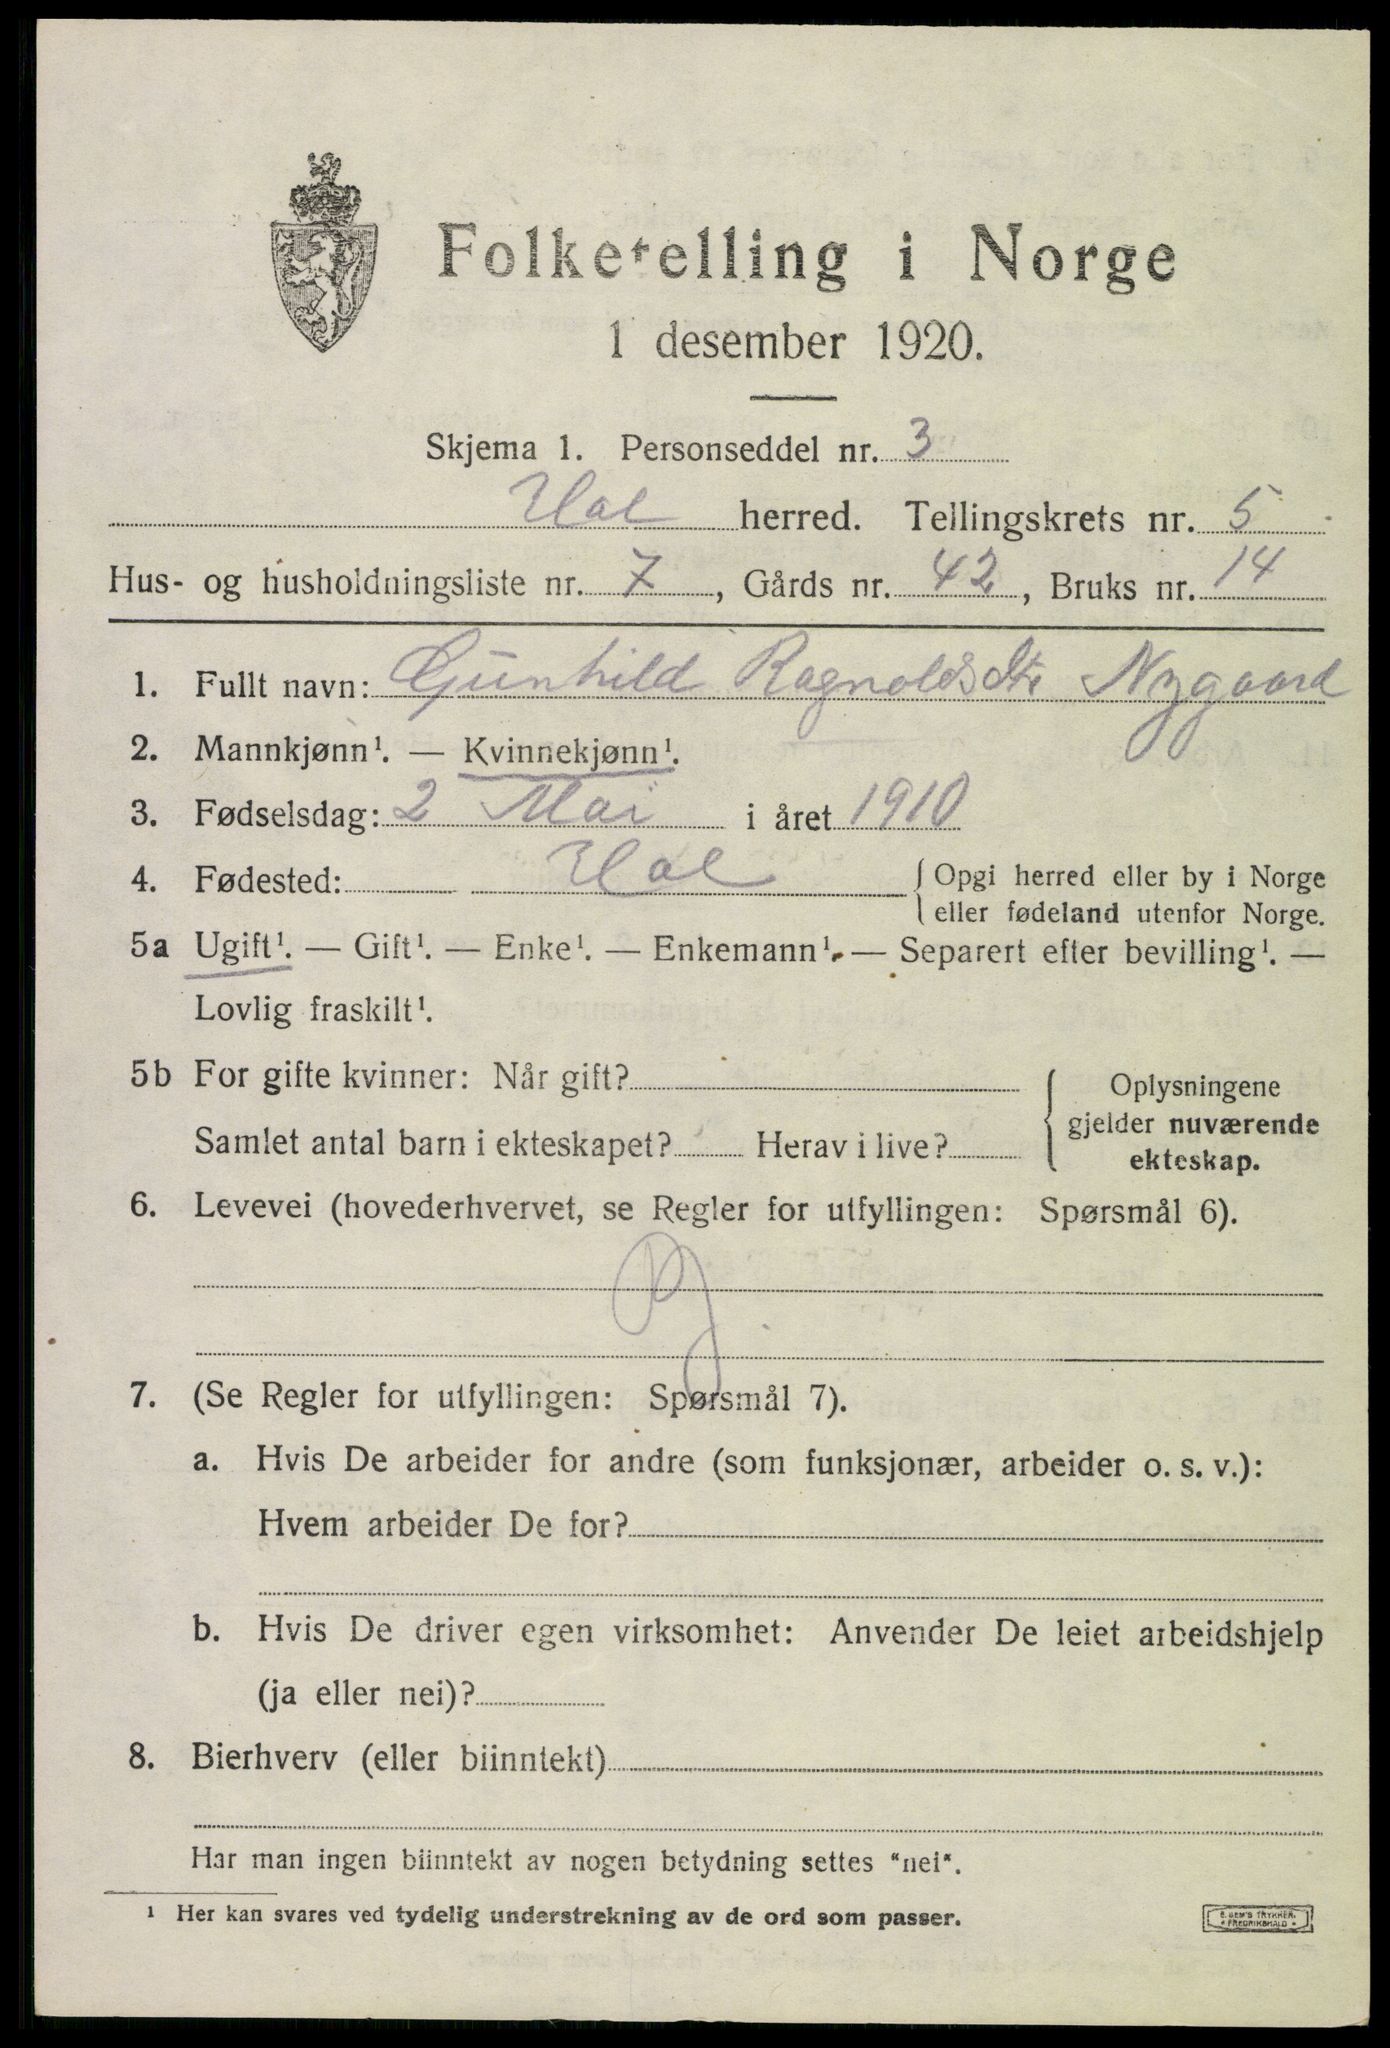 Folketelling i Norge
1 desember 1920.
Skjema 1. Personseddel nr. 3
herred. Tellingskrets nr. 5
Hus- og husholdningsliste nr. 7, Gårds nr. 42, Bruks nr. 14
1. Fullt navn: Gunhild Nygaard
2. Mannkjønn¹. — Kvinnekjønn¹.
3. Fødselsdag: 2 Mai i året 1910
4. Fødested: { Opgi herred eller by i Norge
eller fødeland utenfor Norge.
5a Ugift¹. — Gift¹. — Enke¹. — Enkemann¹. — Separert efter bevilling¹. —
Lovlig fraskilt¹.
5b For gifte kvinner: Når gift? { Oplysningene
gjelder nuværende
Samlet antal barn i ekteskapet? Herav i live?
ekteskap.
6. Levevei (hovederhvervet, se Regler for utfyllingen: Spørsmål 6).
7. (Se Regler for utfyllingen: Spørsmål 7).
a. Hvis De arbeider for andre (som funksjonær, arbeider o. s. v.):
Hvem arbeider De for?
b. Hvis De driver egen virksomhet: Anvender De leiet arbeidshjelp
(ja eller nei)?
8. Bierhverv (eller biinntekt)
Har man ingen biinntekt av nogen betydning settes "nei".
¹ Her kan svares ved tydelig understrekning av de ord som passer.